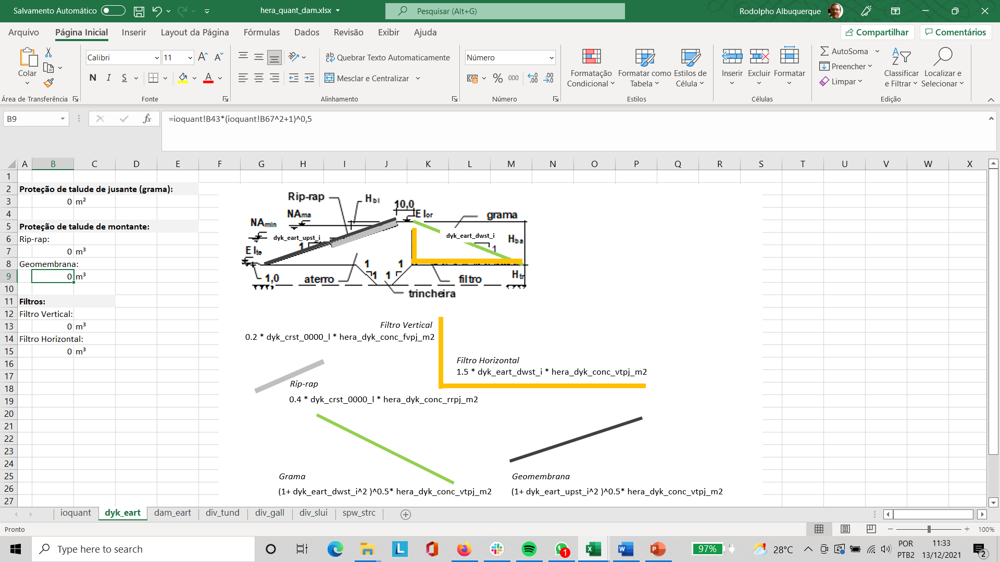 Salvamento Automático
hera_quant_dam.xlsx
Pesquisar (Alt+G)
Rodolpho Albuquerque
Arquivo Página Inicial Inserir Layout da Página Fórmulas Dados Revisão Exibir Ajuda
Compartilhar Comentários
Colar
Área de Transferência
Calibri 11
N I S
Fonte
Quebrar Texto Automaticamente
Mesclar e Centralizar
Alinhamento
Número
% 000
Número
Formatação Condicional
Formatar como Tabela
Estilos de Célula
Estilos
Inserir Excluir Formatar
Células
AutoSoma
Preencher
Limpar
Classificar e Filtrar
Localizar e Selecionar
Edição
B9
fx
=ioquant!B43*(ioquant!B67^2+1)^0,5
A B C D E F G H I J K L M N O P Q R S T U V W X
1
2 Proteção de talude de jusante (grama):
3 0 m²
4
5 Proteção de talude de montante:
6 Rip-rap:
7 0 m³
8 Geomembrana:
9 0 m³
10
11 Filtros:
12 Filtro Vertical:
13 0 m³
14 Filtro Horizontal:
15 0 m³
16
17
18
19
20
21
22
23
24
25
26
27
Rip-rap
Hbl
10,0
NAma
E lor
grama
NAmin
dyk_eart_upst_i
dyk_eart_dwst_i
1
1
Hba
E lte
1
1
1,0
aterro
1
1
filtro
Htr
trincheira
Filtro Vertical
0.2 * dyk_crst_0000_l * hera_dyk_conc_fvpj_m2
Filtro Horizontal
1.5 * dyk_eart_dwst_i * hera_dyk_conc_vtpj_m2
Rip-rap
0.4 * dyk_crst_0000_l * hera_dyk_conc_rrpj_m2
Grama
(1+ dyk_eart_dwst_i^2 )^0.5* hera_dyk_conc_vtpj_m2
Geomembrana
(1+ dyk_eart_upst_i^2 )^0.5* hera_dyk_conc_vtpj_m2
ioquant dyk_eart dam_eart div_tund div_gall div_slui spw_strc
Pronto
100%
Type here to search
1
97%
28°C
POR
PTB2
11:33
13/12/2021
2